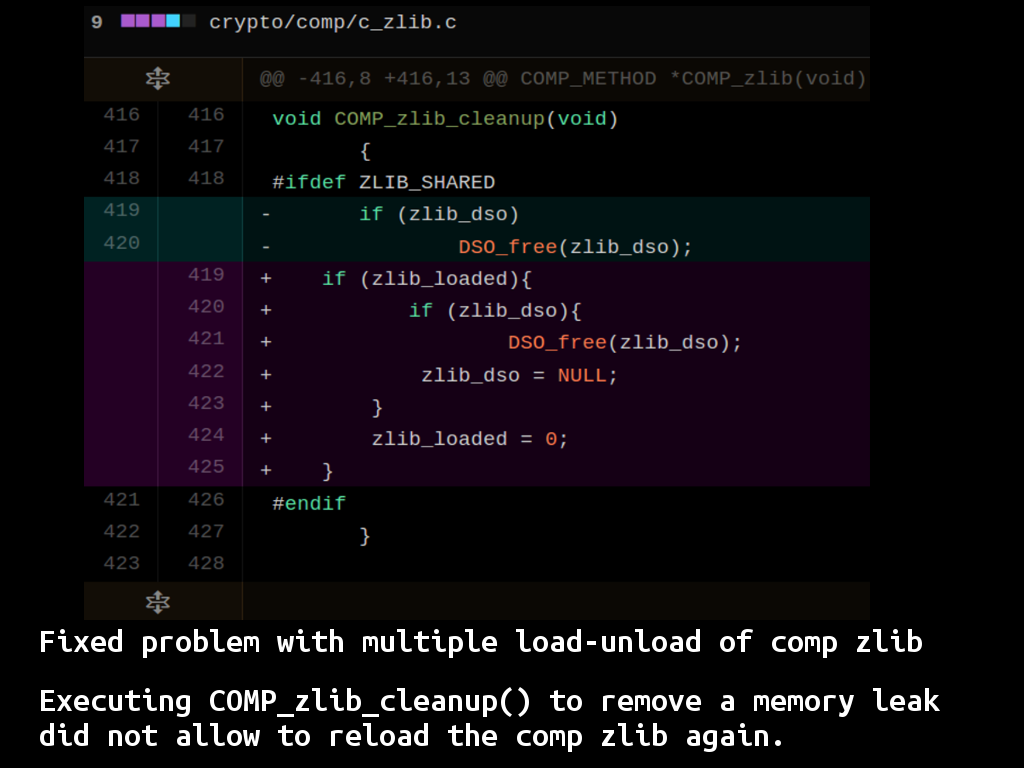 9 crypto/comp/c_zlib.c
@@ -416,8 +416,13 @@ COMP_METHOD *COMP_zlib(void)
416 416 void COMP_zlib_cleanup(void)
417 417 {
418 418 #ifdef ZLIB_SHARED
419 - if (zlib_dso)
420 - DSO_free(zlib_dso);
419 + if (zlib_loaded){
420 + if (zlib_dso){
421 + DSO_free(zlib_dso);
422 + zlib_dso = NULL;
423 + }
424 + zlib_loaded = 0;
425 + }
421 426 #endif
422 427 }
423 428
Fixed problem with multiple load-unload of comp zlib
Executing COMP_zlib_cleanup() to remove a memory leak
did not allow to reload the comp zlib again.